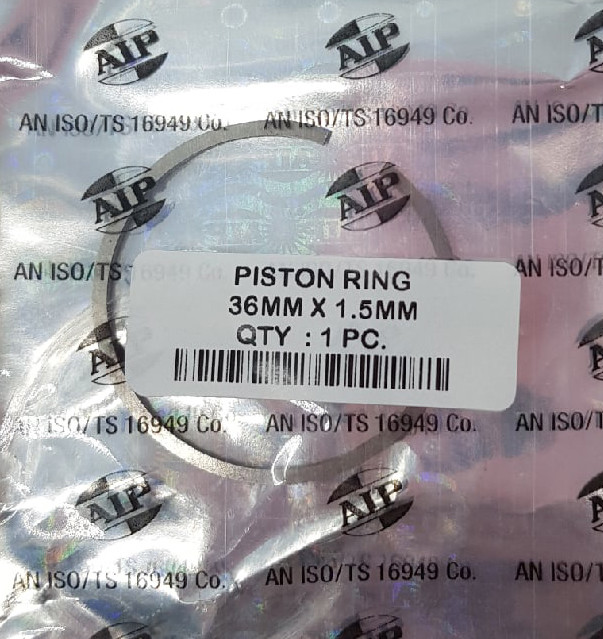 AIP AIP
AN ISO/TS 16949 Co. AN ISO/TS 16949 Co. AN ISO/T
AIP AIP
AN ISO/TS 16949 Co. AN ISO/T
PISTON RING
36MM X 1.5MM
QTY : 1 PC.
AN ISO/TS 16949 Co. AN ISO/TS 16949 Co. AN ISO/T
AIP AIP
AN ISO/TS 16949 Co. AN ISO/TS 16949 Co. AN ISO/T